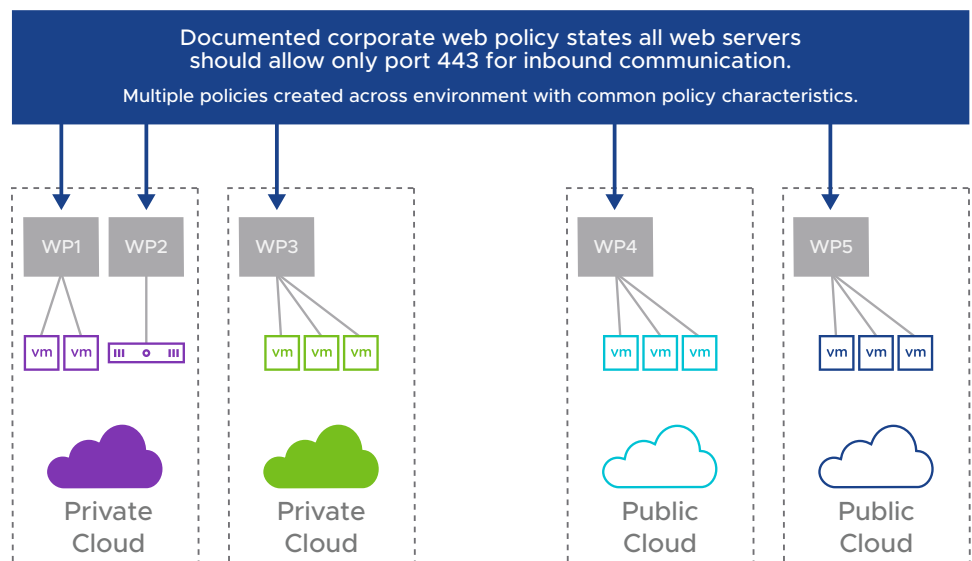 Documented corporate web policy states all web servers
should allow only port 443 for inbound communication.
Multiple policies created across environment with common policy characteristics.
WP1 WP2 WP3 WP4 WP5
vm vm vm vm vm vm vm vm vm vm vm
Private Private Public Public
Cloud Cloud Cloud Cloud